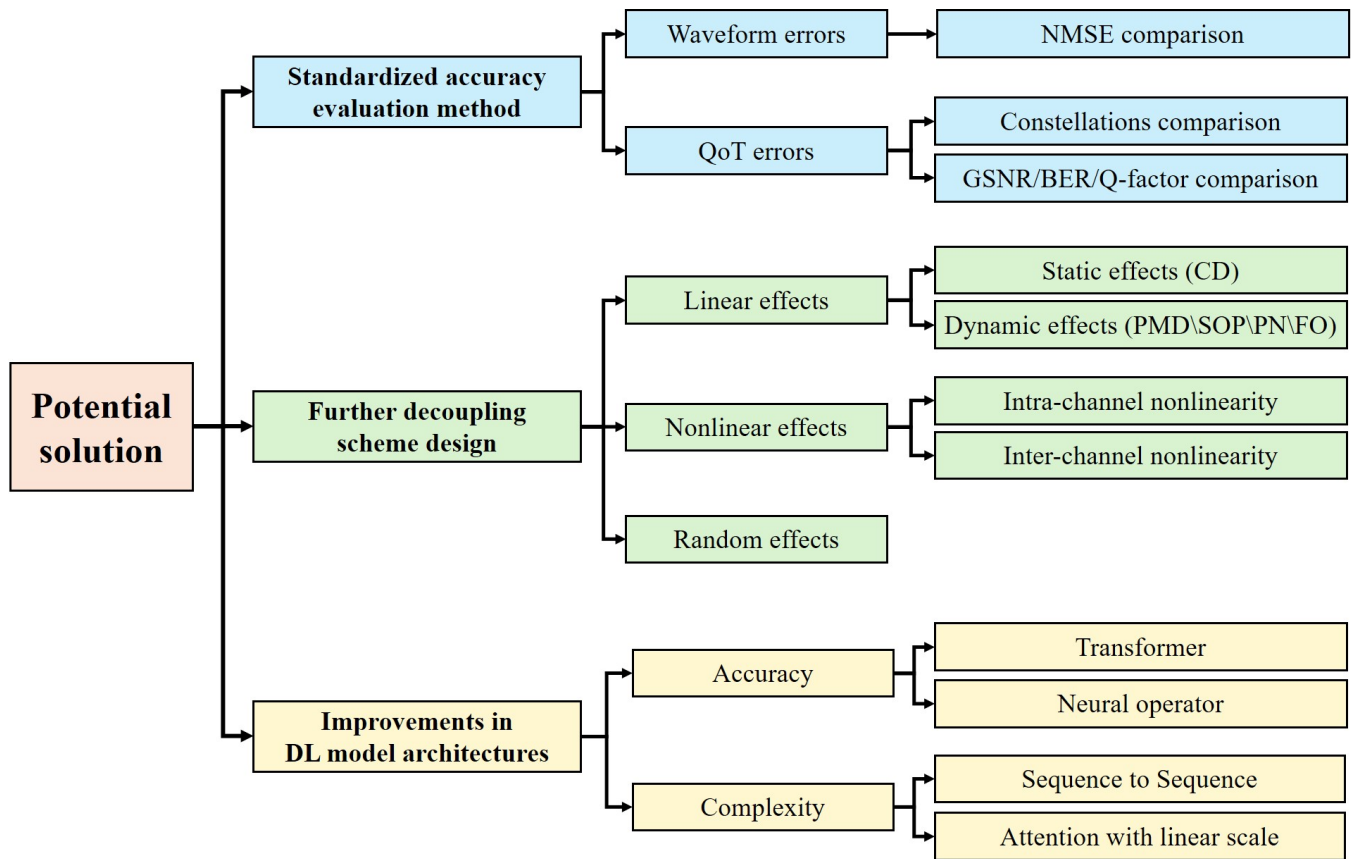 Potential
solution
Standardized accuracy
evaluation method
Waveform errors
NMSE comparison
QoT errors
Constellations comparison
GSNR/BER/Q-factor comparison
Further decoupling
scheme design
Linear effects
Static effects (CD)
Dynamic effects (PMD\SOP\PN\FO)
Nonlinear effects
Intra-channel nonlinearity
Inter-channel nonlinearity
Random effects
Improvements in
DL model architectures
Accuracy
Transformer
Neural operator
Complexity
Sequence to Sequence
Attention with linear scale